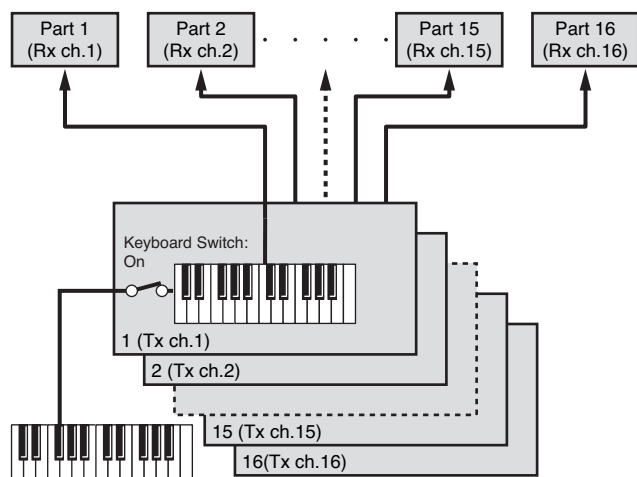 Part 1
(Rx ch.1)
Part 2
(Rx ch.2)
. . . . .
Part 15
(Rx ch.15)
Part 16
(Rx ch.16)
Keyboard Switch:
On
1 (Tx ch.1)
2 (Tx ch.2)
15 (Tx ch.15)
16(Tx ch.16)